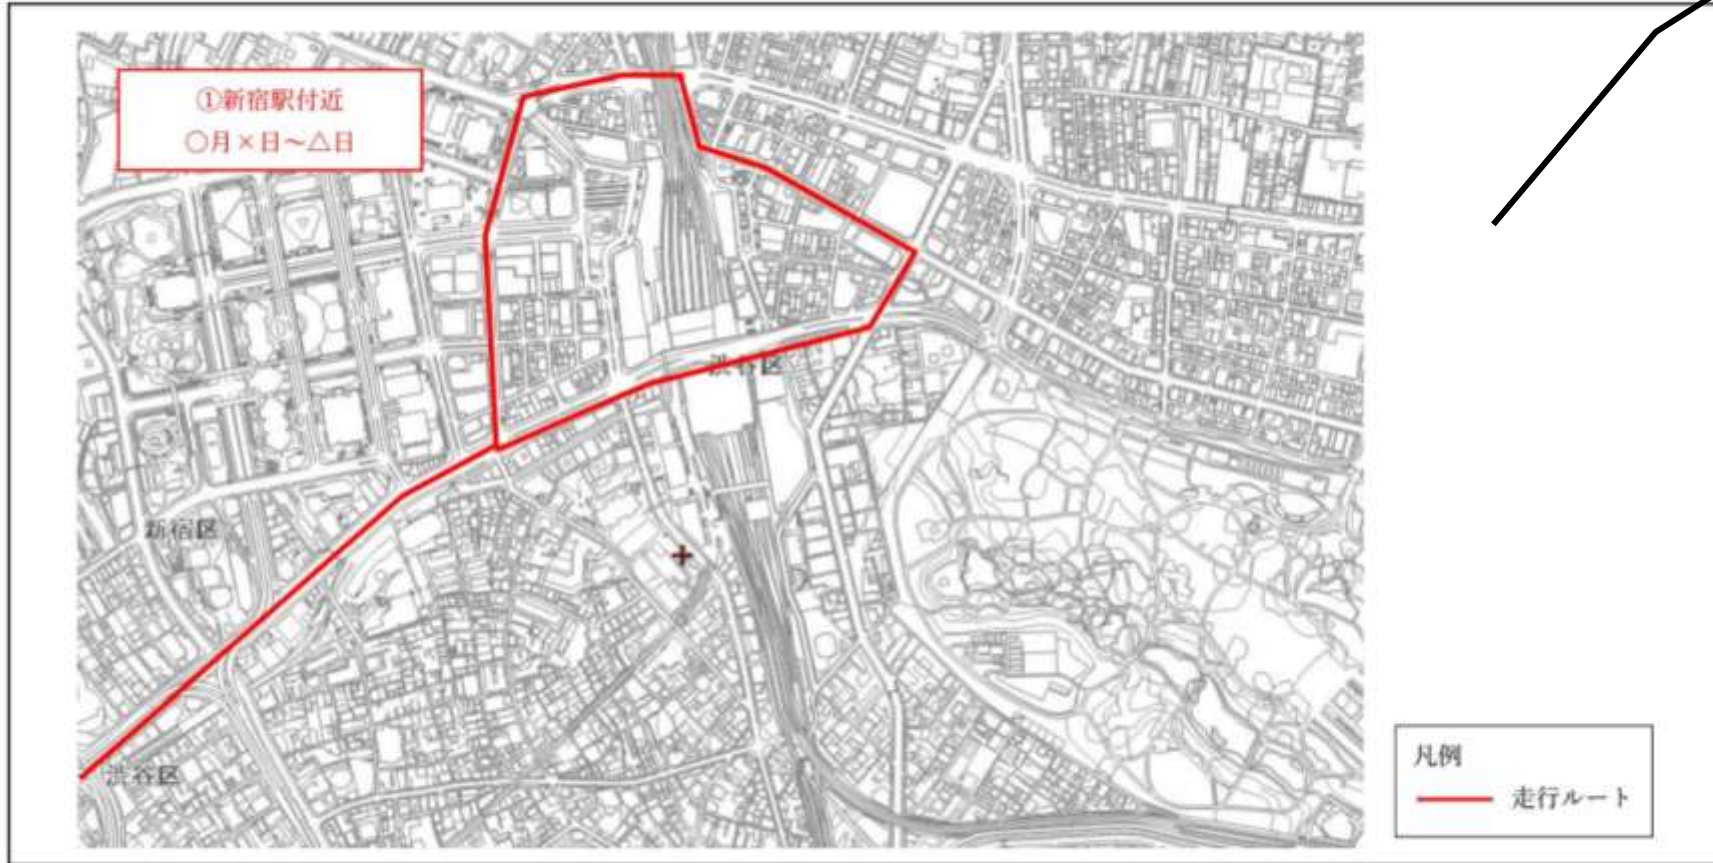 ①新宿駅付近
○月×日～△日
渋谷区
新宿区
渋谷区
凡例
走行ルート